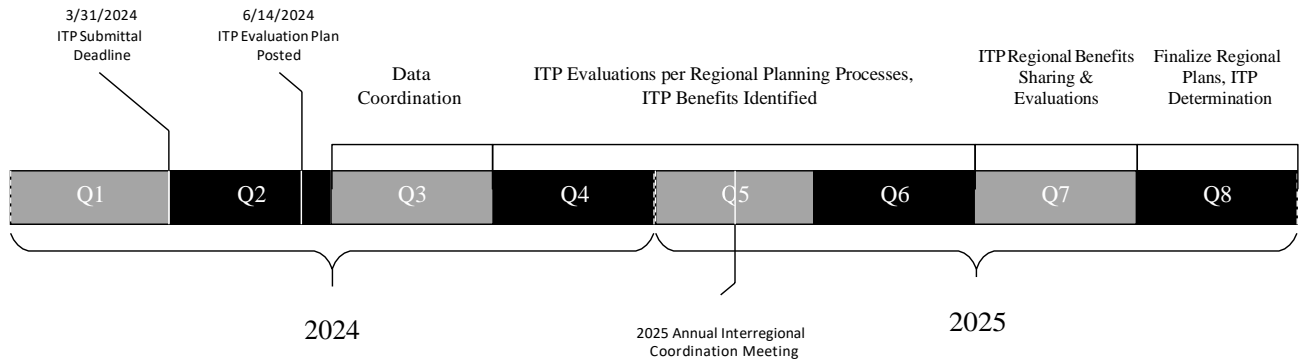 3/31/2024
ITP Submittal
Deadline
6/14/2024
ITP Evaluation Plan
Posted
Data
Coordination
ITP Evaluations per Regional Planning Processes,
ITP Benefits Identified
ITP Regional Benefits
Sharing &
Evaluations
Finalize Regional
Plans, ITP
Determination
Q1
Q2
Q3
Q4
Q5
Q6
Q7
Q8
2024
2025 Annual Interregional
Coordination Meeting
2025